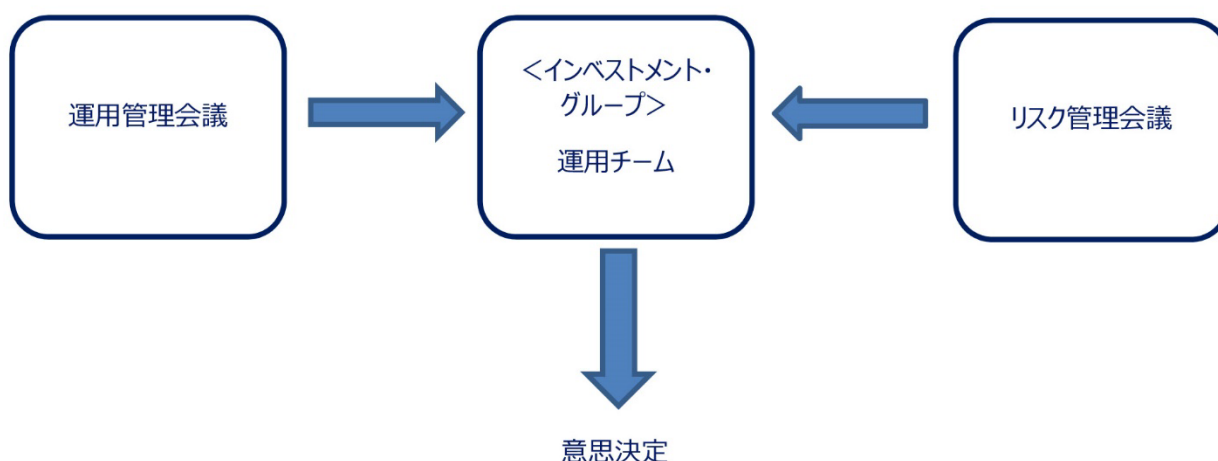 運用管理会議
＜インベストメント・
グループ＞
運用チーム
リスク管理会議
意思決定